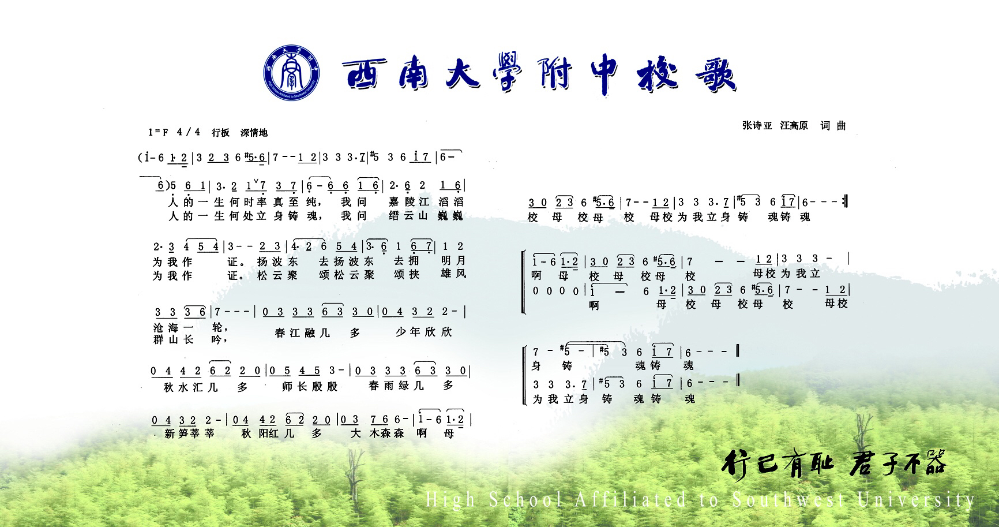 西南大學附中
High School Affiliated to Southwest University
西南大學附中校歌
1=F 4/4 行板 深情地
张诗亚 汪高原 词曲
(i-6 1·2|3 2 3 6 #5·6|7--1 2|3 3 3·7|#5 3 6 i 7|6-
6)5 6 1|3·2 1ˇ7 3 7|6-6 6 1 6|2·6 2 1 6|
人的一生何时率真至纯， 我问 嘉陵江滔滔
人的一生何处立身铸魂， 我问 缙云山巍巍
2·3 4 5 4|3--2 3|4·2 6 5 4|3·6 1 6 7|1 2
为我作 证。扬波东 去扬波东 去拥 明月
为我作 证。松云聚 颂松云聚 颂挟 雄风
3 3 3 6|7---|0 3 3 3 6 3 3 0|0 4 3 2 2-|
沧海一 轮， 春江融几 多 少年欣欣
群山长 吟，
0 4 4 2 6 2 2 0|0 5 4 5 3-|0 3 3 3 6 3 3 0|
秋水汇几 多 师长殷殷 春雨绿几 多
0 4 3 2 2-|0 4 4 2 6 2 2 0|0 3 7 6 6-|i-6 1·2|
新笋莘莘 秋阳红几 多 大木森森 啊 母
3 0 2 3 6 #5·6|7--1 2|3 3 3·7|#5 3 6 i 7|6---:‖
校 母 校母 校 母校为我立身铸 魂铸魂
i-6 1·2|3 0 2 3 6 #5·6|7 - - 1 2|3 3 3 -|
啊 母 校 母 校母 校 母校为我立
0 0 0 0|i - 6 1·2|3 0 2 3 6 #5·6|7 - - 1 2|
啊 母 校 母 校母 校 母校
7 - #5 -|#5 3 6 i 7|6---‖
身 铸 魂铸 魂
3 3 3·7|#5 3 6 i 7|6---‖
为我立身 铸 魂铸 魂
行己有耻 君子不器
High School Affiliated to Southwest University